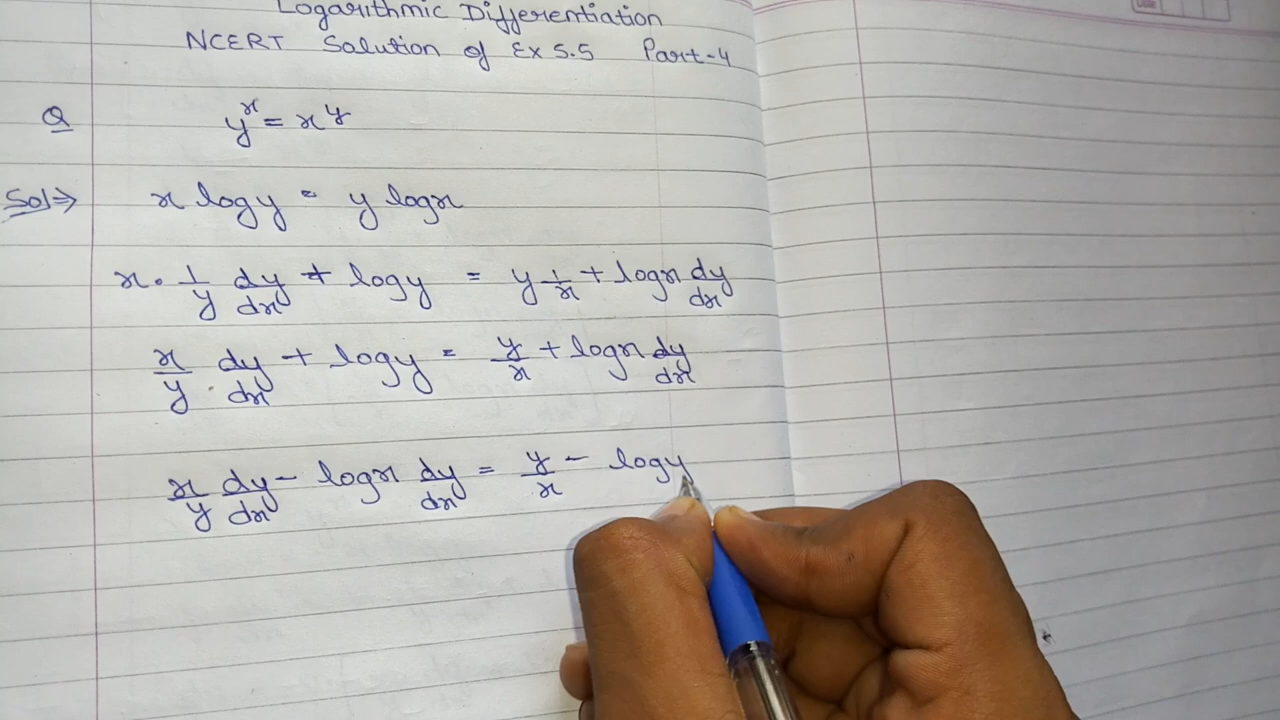 Logarithmic Differentiation
NCERT Solution of Ex 5.5 Part-4
Q y^x = x^y
Sol ⇒ x log y = y log x
x · 1/y dy/dx + log y = y 1/x + log x dy/dx
x/y · dy/dx + log y = y/x + log x dy/dx
x/y dy/dx - log x dy/dx = y/x - log y
Date